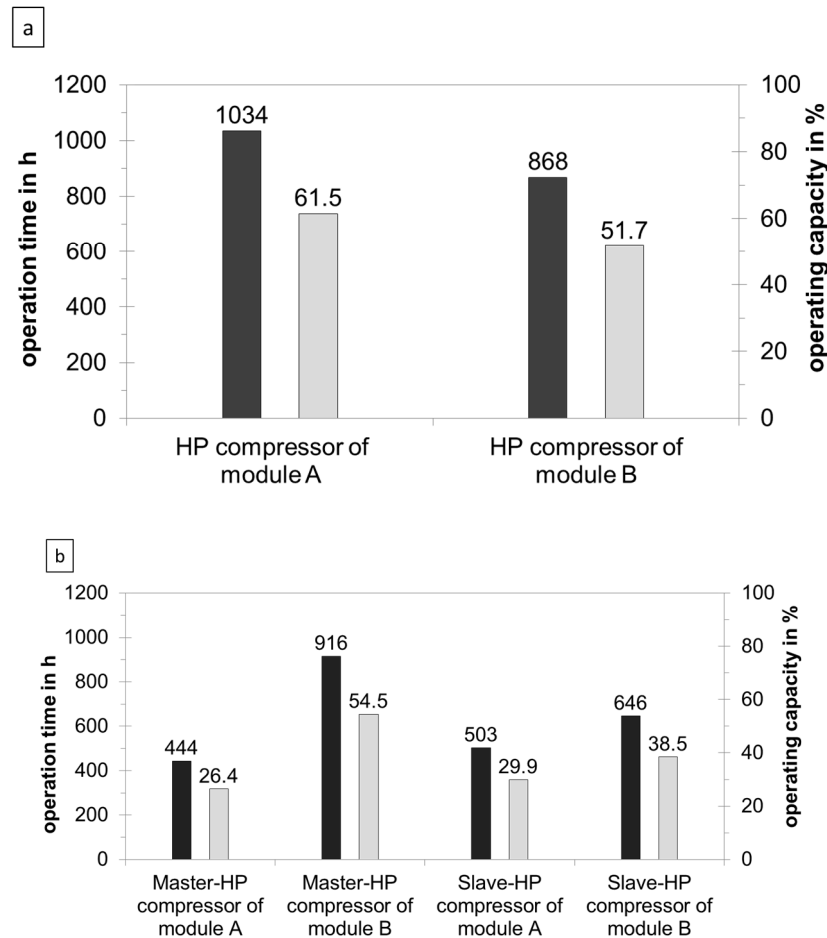 a
operation time in h
1200
1000
800
600
400
200
0
1034
61.5
868
51.7
100
80
60
40
20
0
operating capacity in %
HP compressor of
module A
HP compressor of
module B
b
operation time in h
1200
1000
800
600
400
200
0
444
26.4
916
54.5
503
29.9
646
38.5
100
80
60
40
20
0
operating capacity in %
Master-HP
compressor of
module A
Master-HP
compressor of
module B
Slave-HP
compressor of
module A
Slave-HP
compressor of
module B